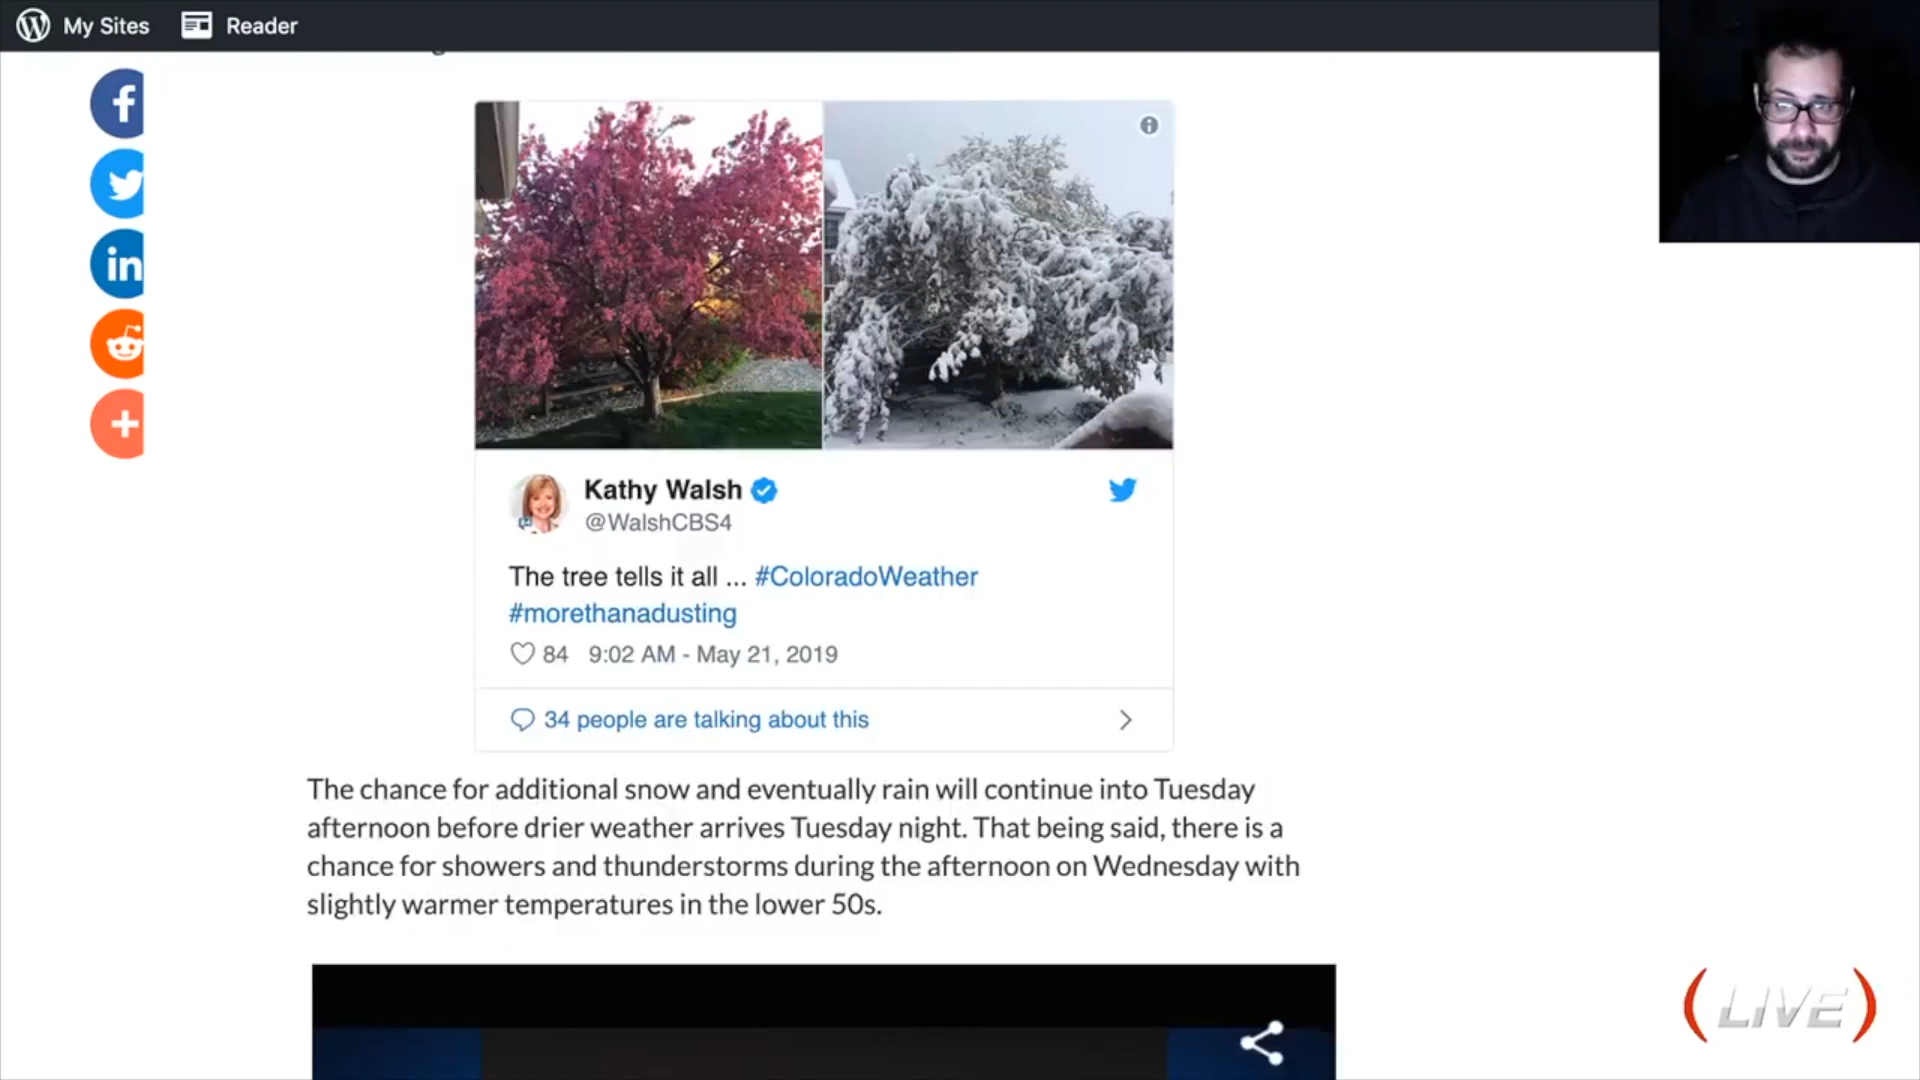 My Sites
Reader
Kathy Walsh
@WalshCBS4
The tree tells it all ... #ColoradoWeather
#morethanadusting
84 9:02 AM - May 21, 2019
34 people are talking about this
The chance for additional snow and eventually rain will continue into Tuesday
afternoon before drier weather arrives Tuesday night. That being said, there is a
chance for showers and thunderstorms during the afternoon on Wednesday with
slightly warmer temperatures in the lower 50s.
(LIVE)